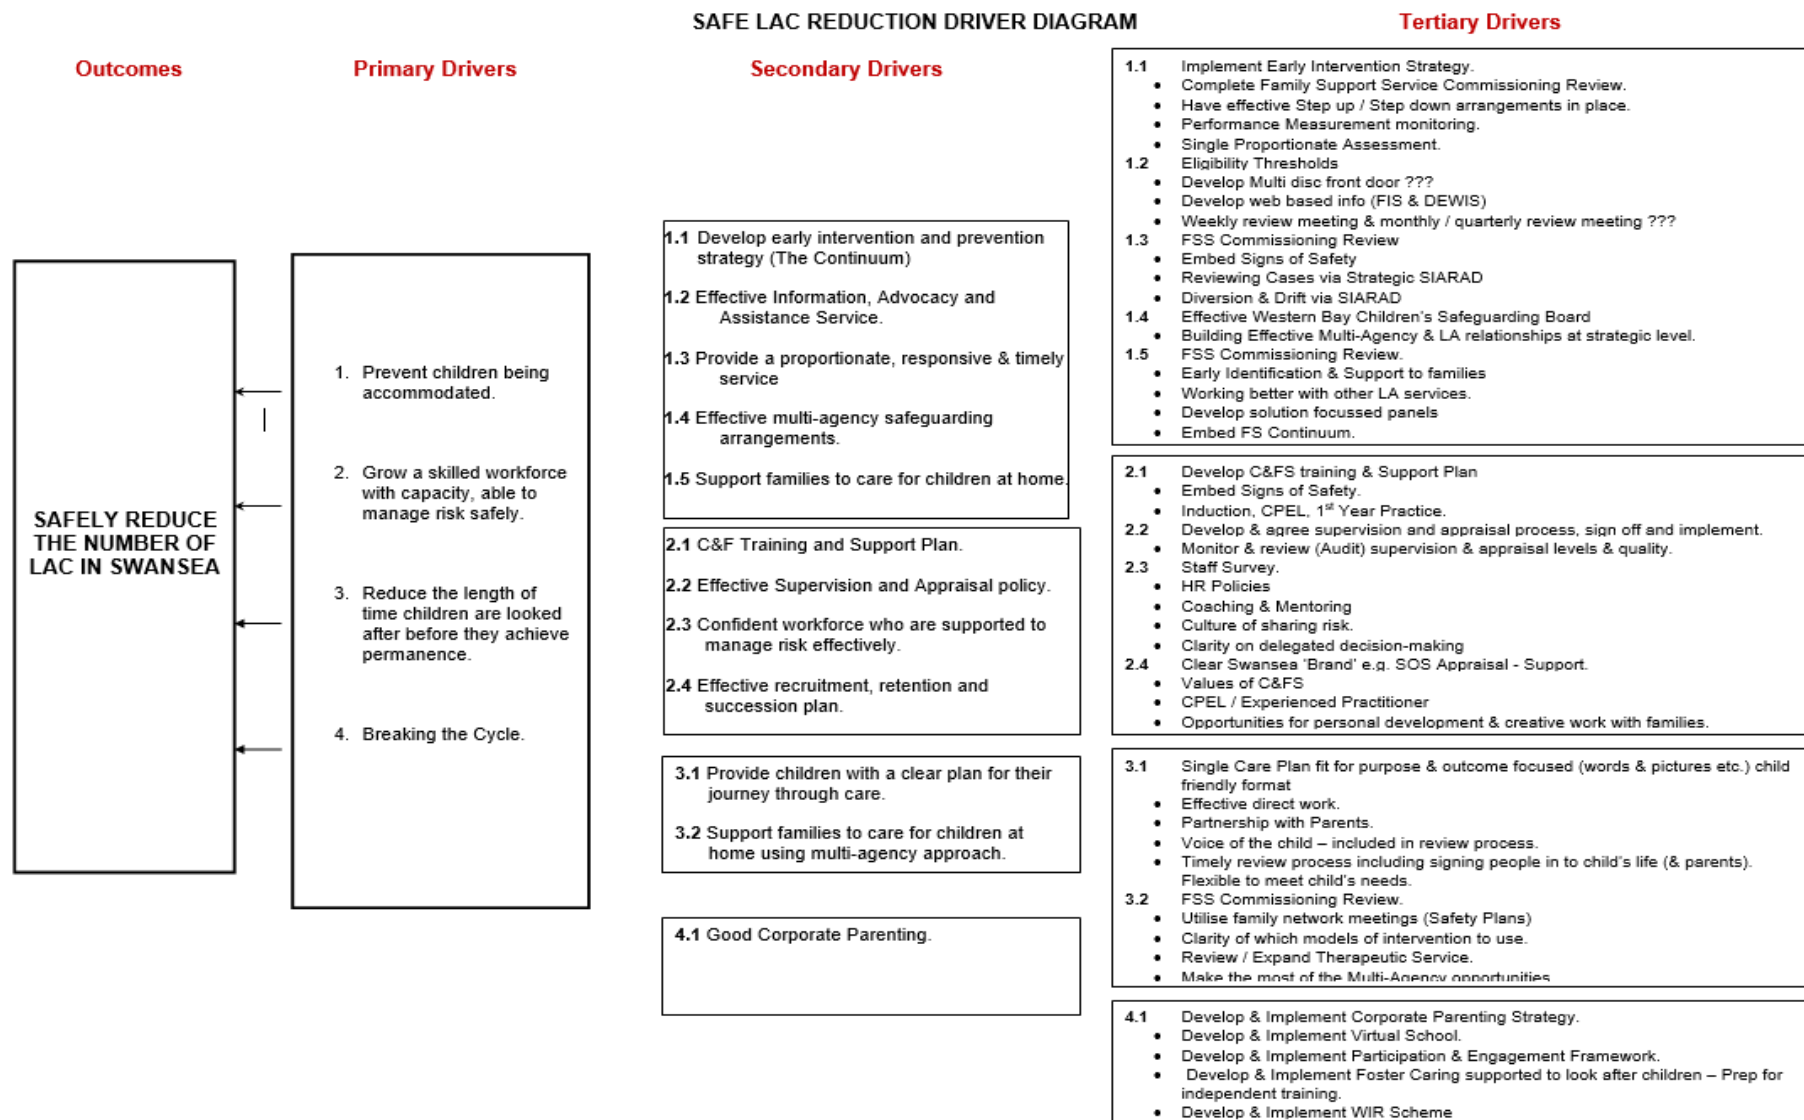 SAFE LAC REDUCTION DRIVER DIAGRAM
Outcomes
Primary Drivers
Secondary Drivers
Tertiary Drivers
SAFELY REDUCE
THE NUMBER OF
LAC IN SWANSEA
1. Prevent children being
accommodated.
2. Grow a skilled workforce
with capacity, able to
manage risk safely.
3. Reduce the length of
time children are looked
after before they achieve
permanence.
4. Breaking the Cycle.
1.1 Develop early intervention and prevention
strategy (The Continuum)
1.2 Effective Information, Advocacy and
Assistance Service.
1.3 Provide a proportionate, responsive & timely
service
1.4 Effective multi-agency safeguarding
arrangements.
1.5 Support families to care for children at home.
2.1 C&F Training and Support Plan.
2.2 Effective Supervision and Appraisal policy.
2.3 Confident workforce who are supported to
manage risk effectively.
2.4 Effective recruitment, retention and
succession plan.
3.1 Provide children with a clear plan for their
journey through care.
3.2 Support families to care for children at
home using multi-agency approach.
4.1 Good Corporate Parenting.
1.1 Implement Early Intervention Strategy.
• Complete Family Support Service Commissioning Review.
• Have effective Step up / Step down arrangements in place.
• Performance Measurement monitoring.
• Single Proportionate Assessment.
1.2 Eligibility Thresholds
• Develop Multi disc front door ???
• Develop web based info (FIS & DEWIS)
• Weekly review meeting & monthly / quarterly review meeting ???
1.3 FSS Commissioning Review
• Embed Signs of Safety
• Reviewing Cases via Strategic SIARAD
• Diversion & Drift via SIARAD
1.4 Effective Western Bay Children's Safeguarding Board
• Building Effective Multi-Agency & LA relationships at strategic level.
1.5 FSS Commissioning Review.
• Early Identification & Support to families
• Working better with other LA services.
• Develop solution focussed panels
• Embed FS Continuum.
2.1 Develop C&FS training & Support Plan
• Embed Signs of Safety.
• Induction, CPEL, 1st Year Practice.
2.2 Develop & agree supervision and appraisal process, sign off and implement.
• Monitor & review (Audit) supervision & appraisal levels & quality.
2.3 Staff Survey.
• HR Policies
• Coaching & Mentoring
• Culture of sharing risk.
• Clarity on delegated decision-making
2.4 Clear Swansea 'Brand' e.g. SOS Appraisal - Support.
• Values of C&FS
• CPEL / Experienced Practitioner
• Opportunities for personal development & creative work with families.
3.1 Single Care Plan fit for purpose & outcome focused (words & pictures etc.) child
friendly format
• Effective direct work.
• Partnership with Parents.
• Voice of the child – included in review process.
• Timely review process including signing people in to child's life (& parents).
Flexible to meet child's needs.
3.2 FSS Commissioning Review.
• Utilise family network meetings (Safety Plans)
• Clarity of which models of intervention to use.
• Review / Expand Therapeutic Service.
• Make the most of the Multi-Agency opportunities
4.1 Develop & Implement Corporate Parenting Strategy.
• Develop & Implement Virtual School.
• Develop & Implement Participation & Engagement Framework.
• Develop & Implement Foster Caring supported to look after children – Prep for
independent training.
• Develop & Implement WIR Scheme